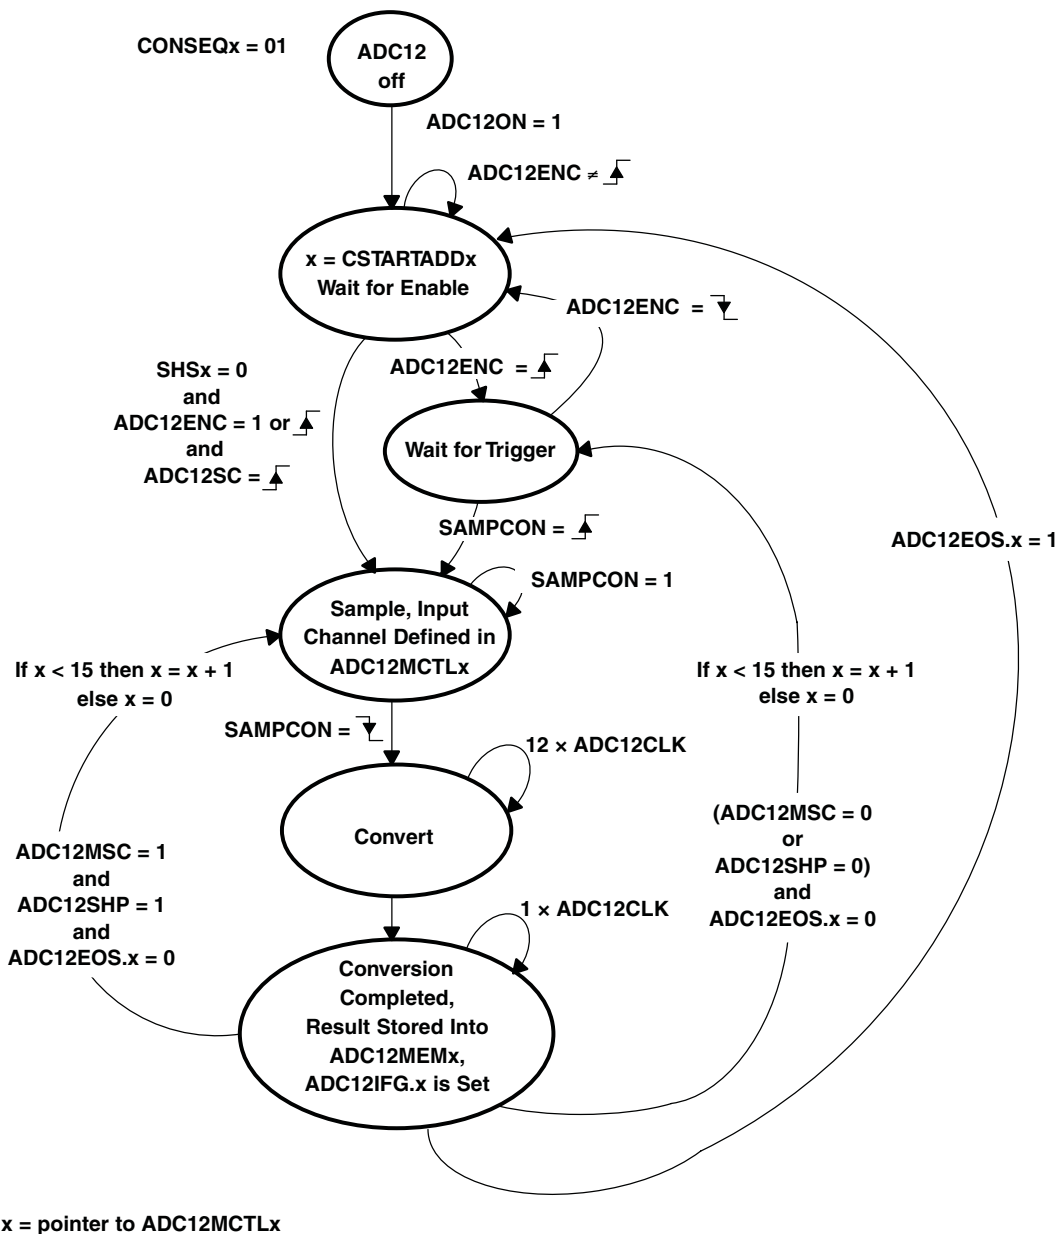 CONSEQx = 01
ADC12
off
ADC12ON = 1
ADC12ENC ≠
x = CSTARTADDx
Wait for Enable
ADC12ENC =
ADC12ENC =
SHSx = 0
and
ADC12ENC = 1 or
and
ADC12SC =
Wait for Trigger
SAMPCON =
ADC12EOS.x = 1
SAMPCON = 1
Sample, Input
Channel Defined in
ADC12MCTLx
If x < 15 then x = x + 1
else x = 0
If x < 15 then x = x + 1
else x = 0
SAMPCON =
12 × ADC12CLK
Convert
(ADC12MSC = 0
or
ADC12SHP = 0)
and
ADC12EOS.x = 0
ADC12MSC = 1
and
ADC12SHP = 1
and
ADC12EOS.x = 0
1 × ADC12CLK
Conversion
Completed,
Result Stored Into
ADC12MEMx,
ADC12IFG.x is Set
x = pointer to ADC12MCTLx